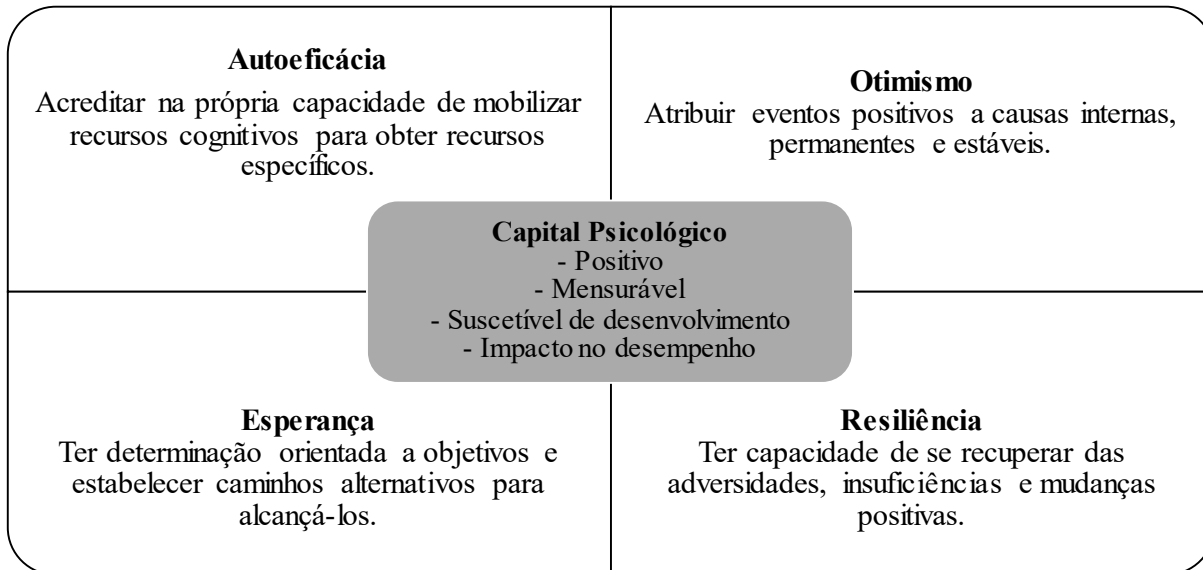 Autoeficácia
Acreditar na própria capacidade de mobilizar
recursos cognitivos para obter recursos
específicos.
Otimismo
Atribuir eventos positivos a causas internas,
permanentes e estáveis.
Capital Psicológico
- Positivo
- Mensurável
- Suscetível de desenvolvimento
- Impacto no desempenho
Esperança
Ter determinação orientada a objetivos e
estabelecer caminhos alternativos para
alcançá-los.
Resiliência
Ter capacidade de se recuperar das
adversidades, insuficiências e mudanças
positivas.